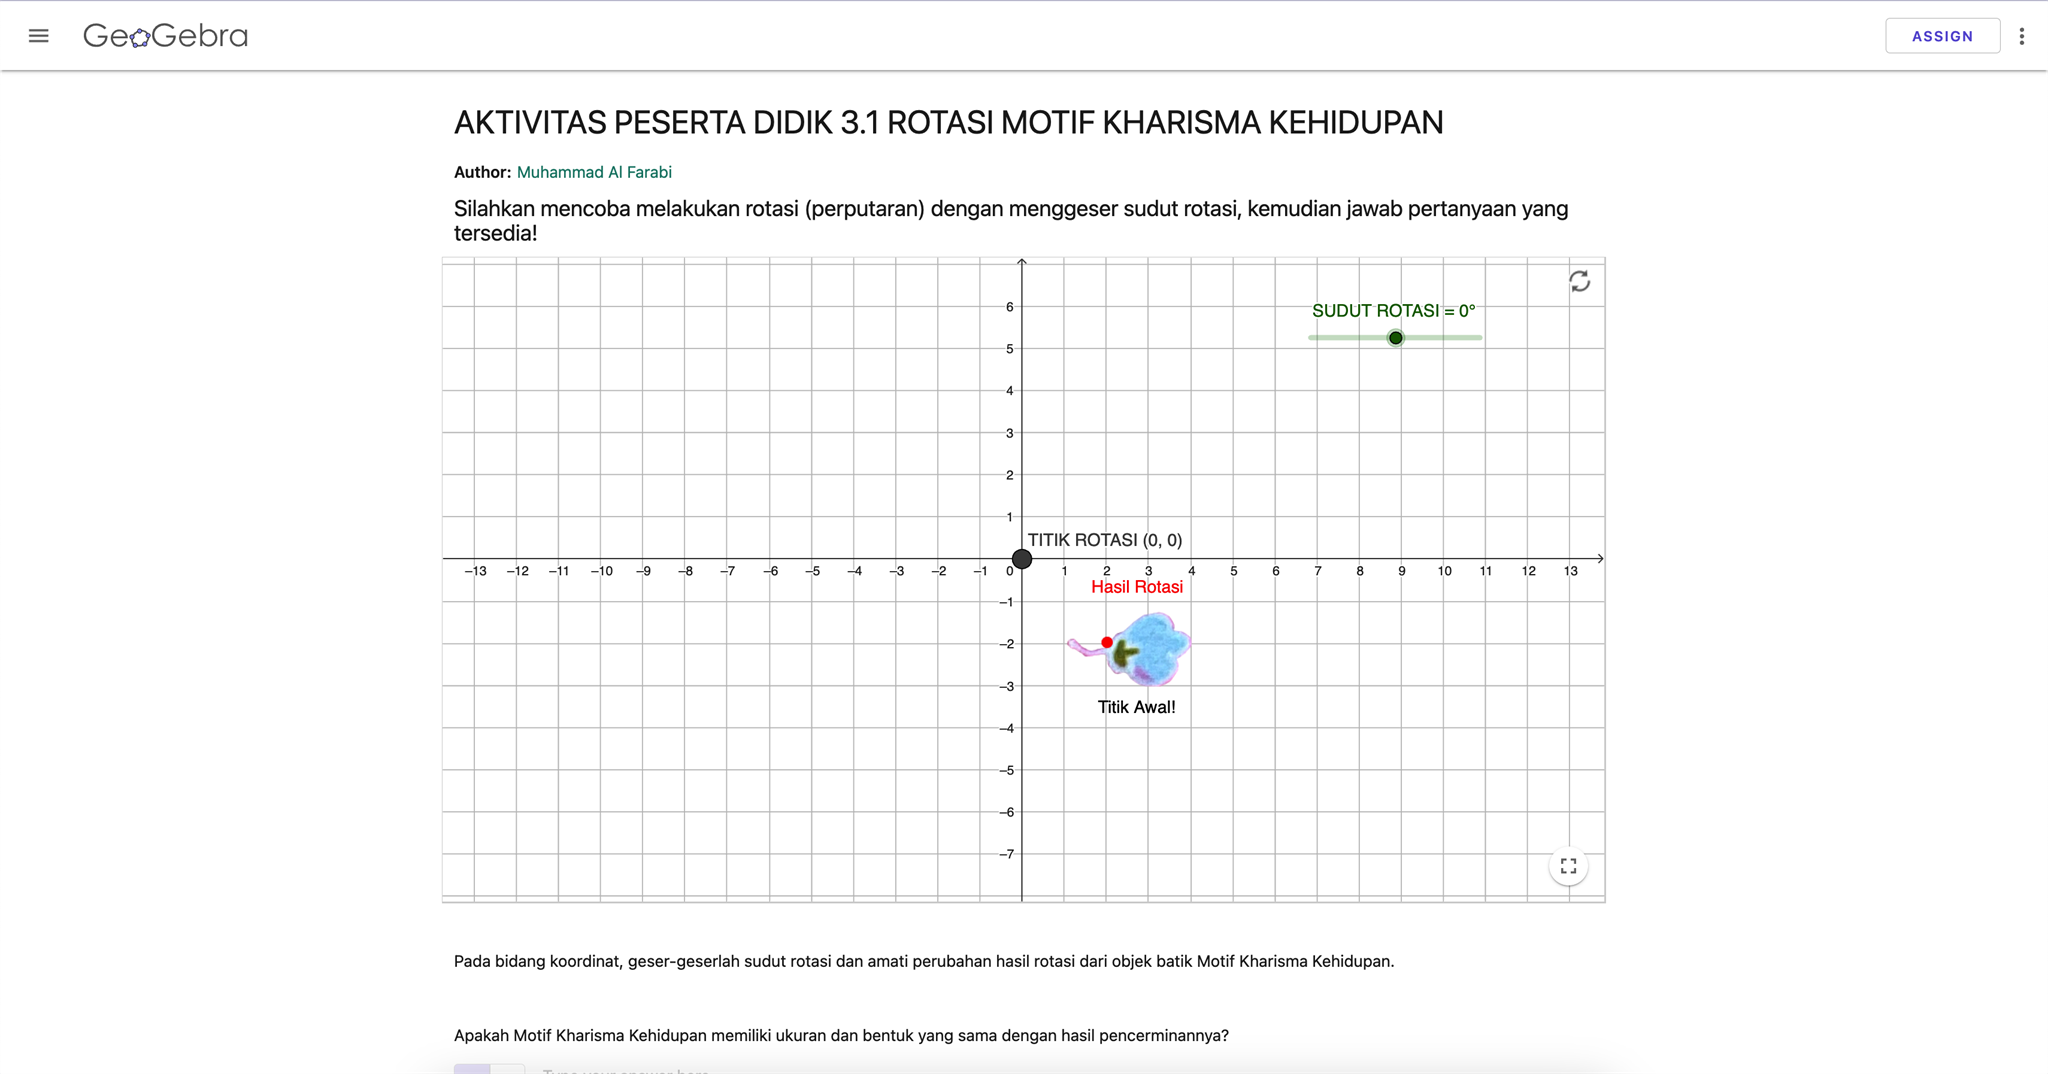 GeoGebra
ASSIGN
AKTIVITAS PESERTA DIDIK 3.1 ROTASI MOTIF KHARISMA KEHIDUPAN
Author: Muhammad Al Farabi
Silahkan mencoba melakukan rotasi (perputaran) dengan menggeser sudut rotasi, kemudian jawab pertanyaan yang
tersedia!
SUDUT ROTASI = 0°
6
5
4
3
2
1
TITIK ROTASI (0, 0)
–13 –12 –11 –10 –9 –8 –7 –6 –5 –4 –3 –2 –1 0 1 2 3 4 5 6 7 8 9 10 11 12 13
Hasil Rotasi
–1
–2
–3
Titik Awal!
–4
–5
–6
–7
Pada bidang koordinat, geser-geserlah sudut rotasi dan amati perubahan hasil rotasi dari objek batik Motif Kharisma Kehidupan.
Apakah Motif Kharisma Kehidupan memiliki ukuran dan bentuk yang sama dengan hasil pencerminannya?